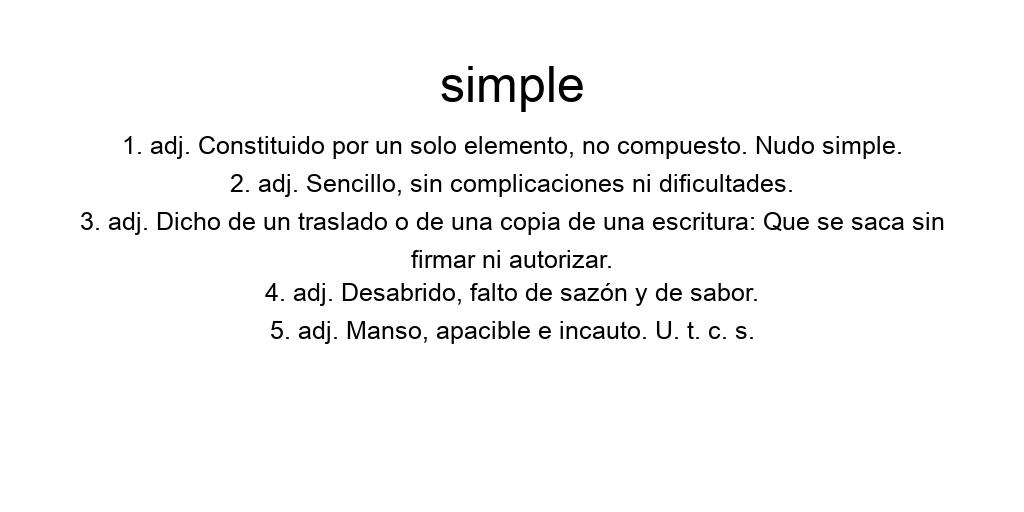 simple
1. adj. Constituido por un solo elemento, no compuesto. Nudo simple.
2. adj. Sencillo, sin complicaciones ni dificultades.
3. adj. Dicho de un traslado o de una copia de una escritura: Que se saca sin
firmar ni autorizar.
4. adj. Desabrido, falto de sazón y de sabor.
5. adj. Manso, apacible e incauto. U. t. c. s.